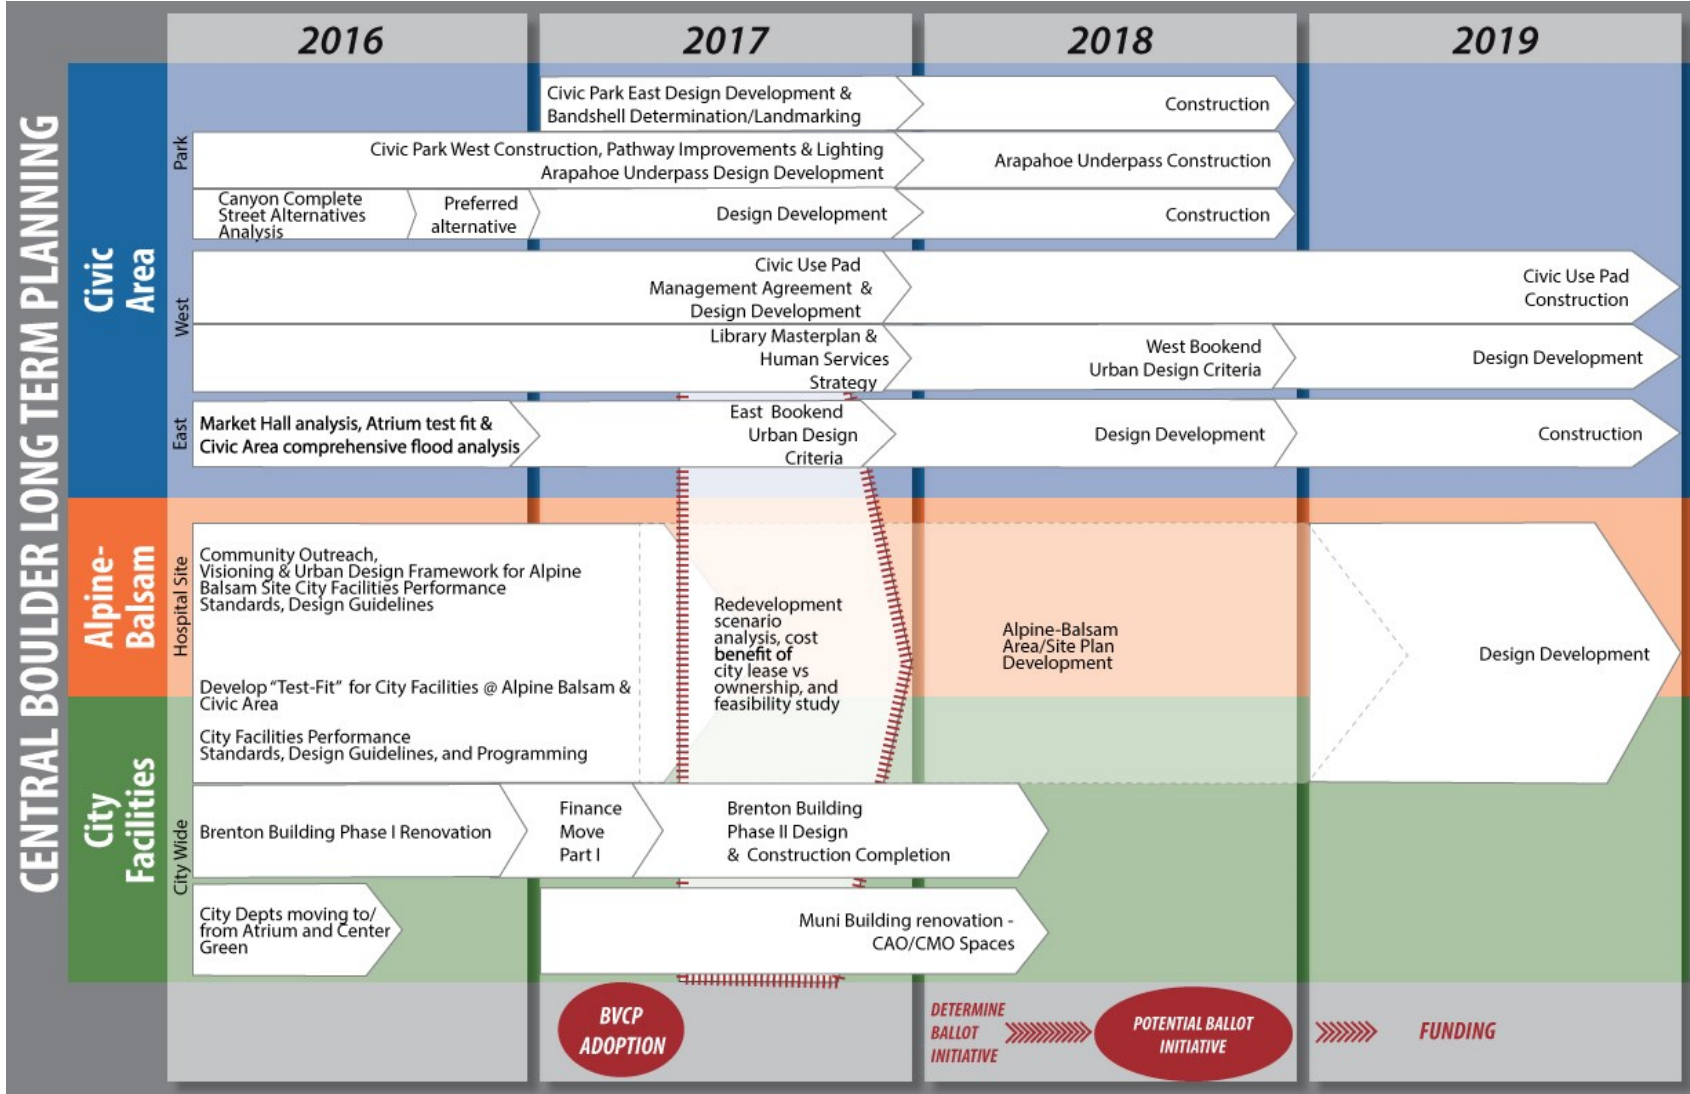 CENTRAL BOULDER LONG TERM PLANNING
2016
2017
2018
2019
Civic
Area
Park
Civic Park East Design Development &
Bandshell Determination/Landmarking
Construction
Civic Park West Construction, Pathway Improvements & Lighting
Arapahoe Underpass Design Development
Arapahoe Underpass Construction
Canyon Complete
Street Alternatives
Analysis
Preferred
alternative
Design Development
Construction
West
Civic Use Pad
Management Agreement &
Design Development
Civic Use Pad
Construction
Library Masterplan &
Human Services
Strategy
West Bookend
Urban Design Criteria
Design Development
East
Market Hall analysis, Atrium test fit &
Civic Area comprehensive flood analysis
East Bookend
Urban Design
Criteria
Design Development
Construction
Alpine-
Balsam
Hospital Site
Community Outreach,
Visioning & Urban Design Framework for Alpine
Balsam Site City Facilities Performance
Standards, Design Guidelines
Develop "Test-Fit" for City Facilities @ Alpine Balsam &
Civic Area
City Facilities Performance
Standards, Design Guidelines, and Programming
Redevelopment
scenario
analysis, cost
benefit of
city lease vs
ownership, and
feasibility study
Alpine-Balsam
Area/Site Plan
Development
Design Development
City
Facilities
City Wide
Brenton Building Phase I Renovation
Finance
Move
Part I
Brenton Building
Phase II Design
& Construction Completion
City Depts moving to/
from Atrium and Center
Green
Muni Building renovation -
CAO/CMO Spaces
BVCP
ADOPTION
DETERMINE
BALLOT
INITIATIVE
POTENTIAL BALLOT
INITIATIVE
FUNDING